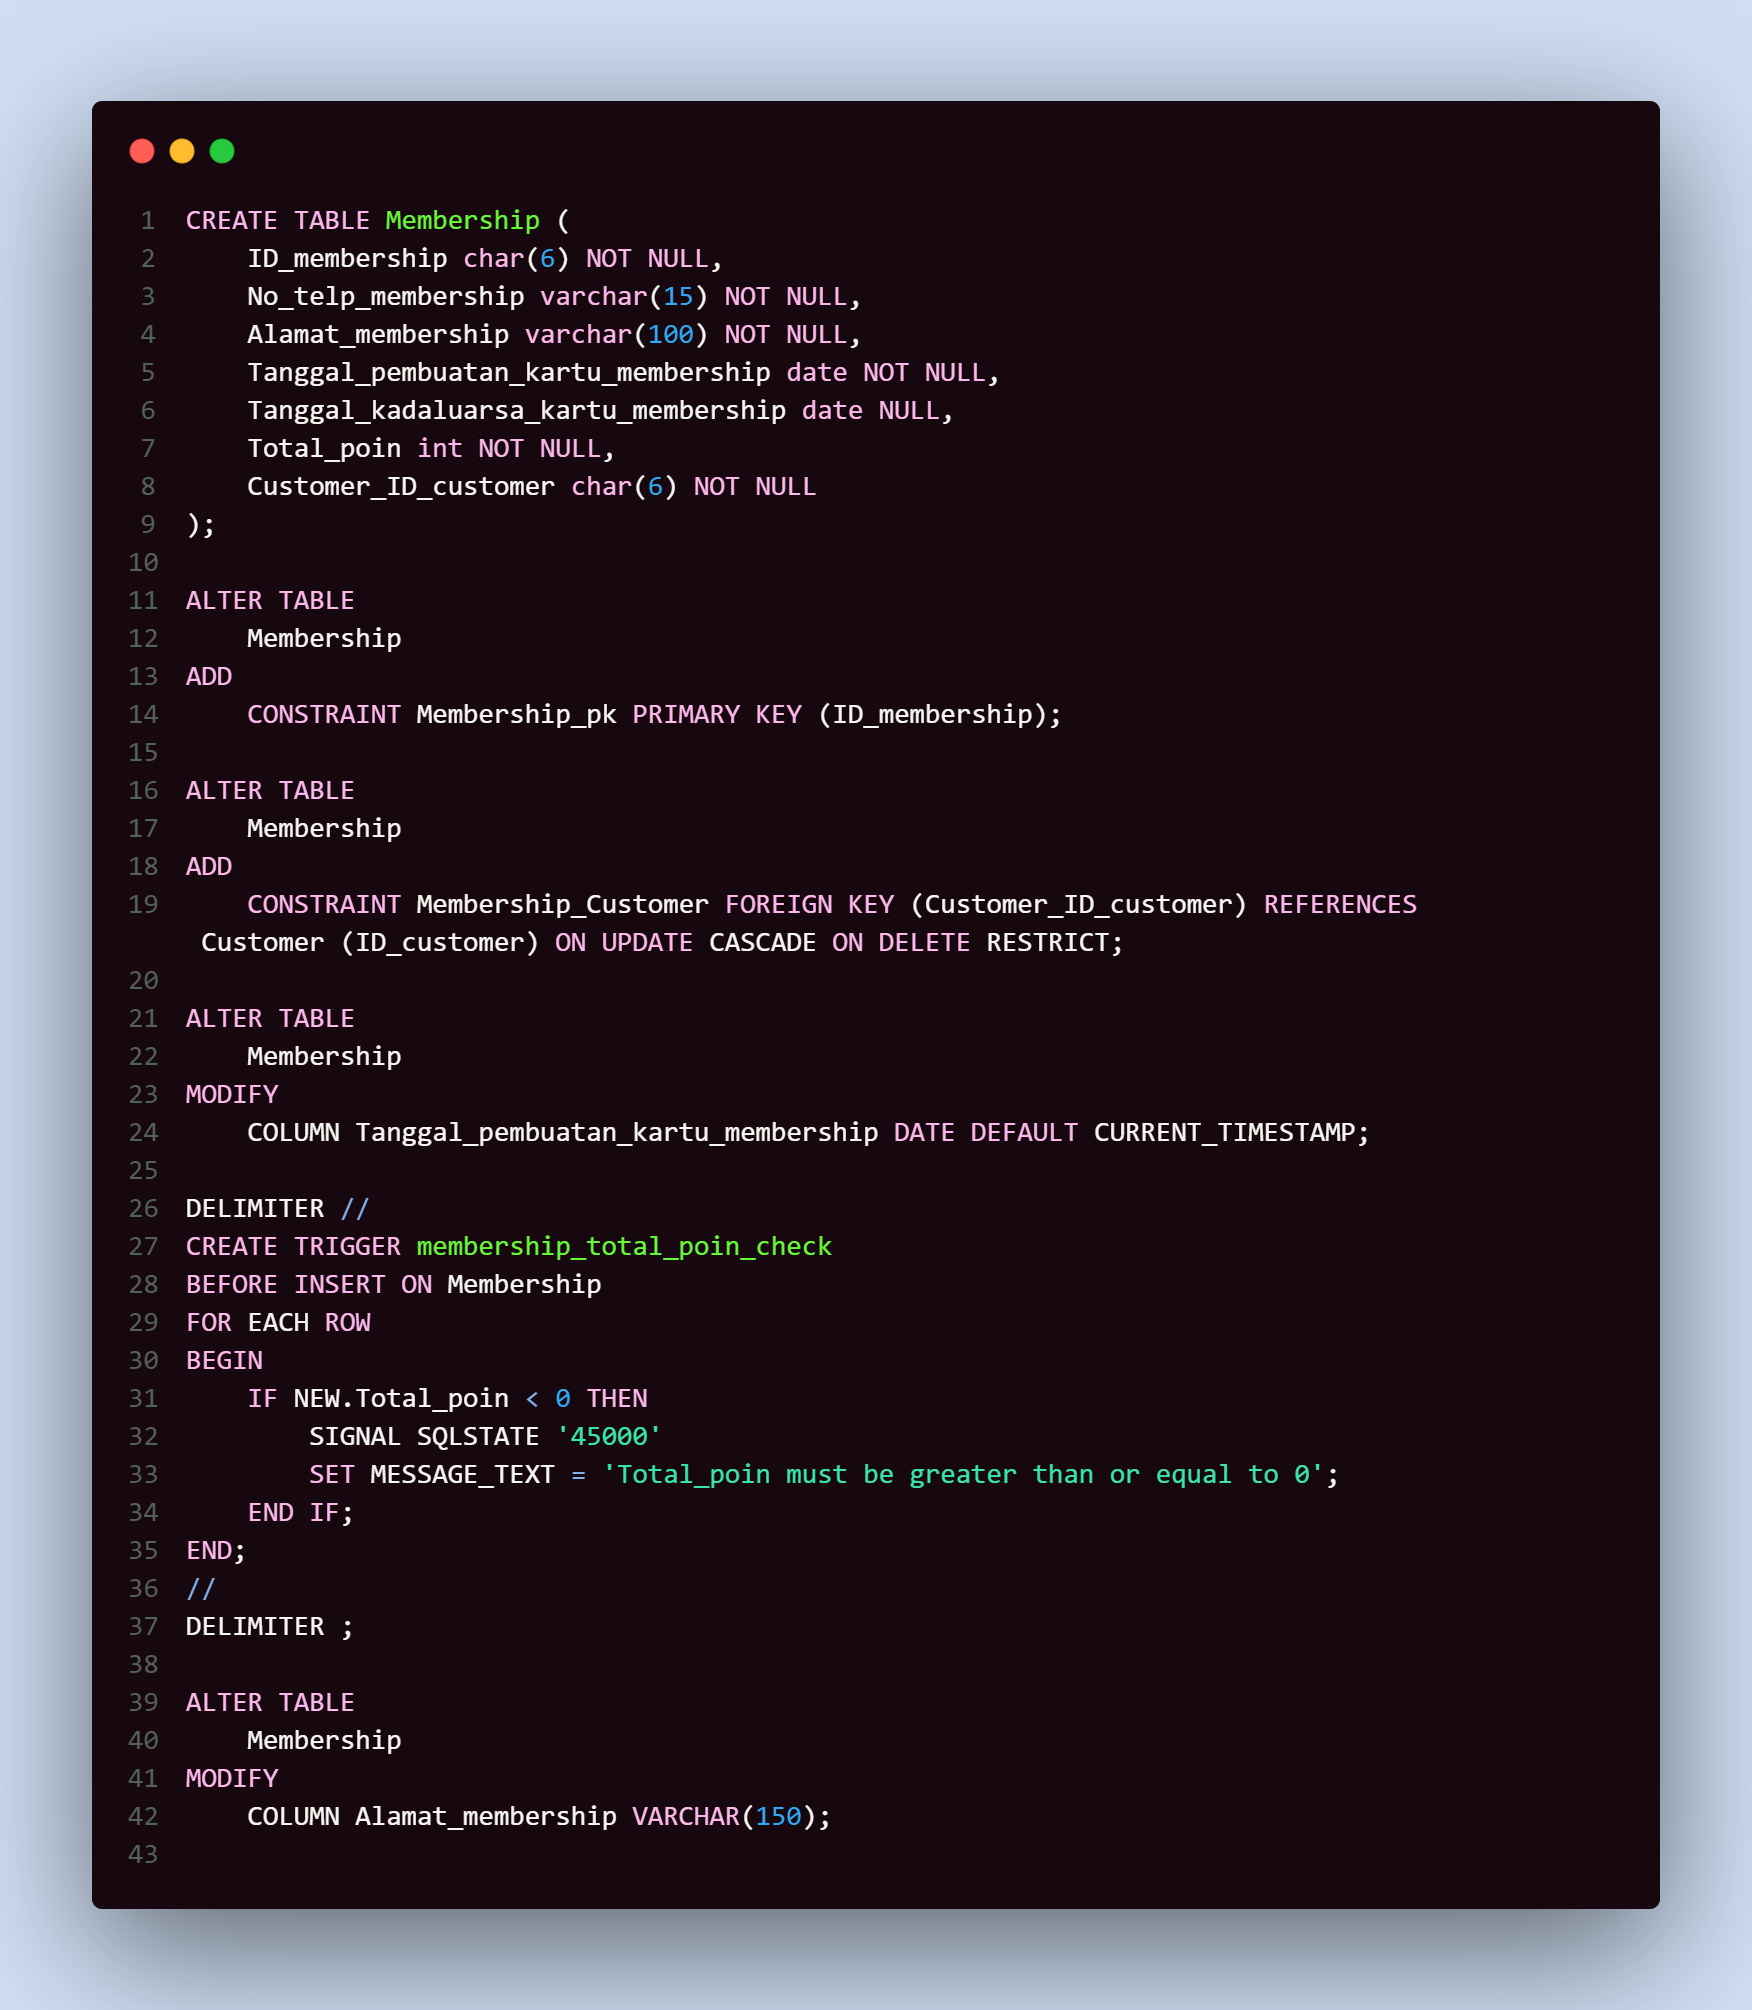 1 CREATE TABLE Membership (
2     ID_membership char(6) NOT NULL,
3     No_telp_membership varchar(15) NOT NULL,
4     Alamat_membership varchar(100) NOT NULL,
5     Tanggal_pembuatan_kartu_membership date NOT NULL,
6     Tanggal_kadaluarsa_kartu_membership date NULL,
7     Total_poin int NOT NULL,
8     Customer_ID_customer char(6) NOT NULL
9 );
10
11 ALTER TABLE
12     Membership
13 ADD
14     CONSTRAINT Membership_pk PRIMARY KEY (ID_membership);
15
16 ALTER TABLE
17     Membership
18 ADD
19     CONSTRAINT Membership_Customer FOREIGN KEY (Customer_ID_customer) REFERENCES
Customer (ID_customer) ON UPDATE CASCADE ON DELETE RESTRICT;
20
21 ALTER TABLE
22     Membership
23 MODIFY
24     COLUMN Tanggal_pembuatan_kartu_membership DATE DEFAULT CURRENT_TIMESTAMP;
25
26 DELIMITER //
27 CREATE TRIGGER membership_total_poin_check
28 BEFORE INSERT ON Membership
29 FOR EACH ROW
30 BEGIN
31     IF NEW.Total_poin < 0 THEN
32         SIGNAL SQLSTATE '45000'
33         SET MESSAGE_TEXT = 'Total_poin must be greater than or equal to 0';
34     END IF;
35 END;
36 //
37 DELIMITER ;
38
39 ALTER TABLE
40     Membership
41 MODIFY
42     COLUMN Alamat_membership VARCHAR(150);
43